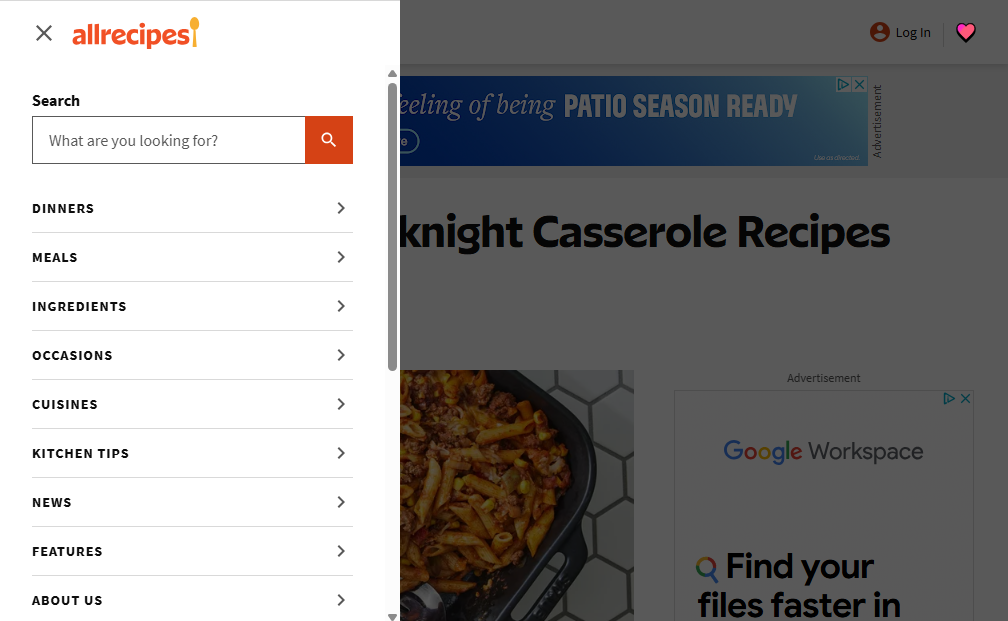 allrecipes
Log In
Search
What are you looking for?
DINNERS
MEALS
INGREDIENTS
OCCASIONS
CUISINES
KITCHEN TIPS
NEWS
FEATURES
ABOUT US
eeling of being PATIO SEASON READY
Use as directed.
Advertisement
knight Casserole Recipes
Advertisement
Google Workspace
Find your
files faster in